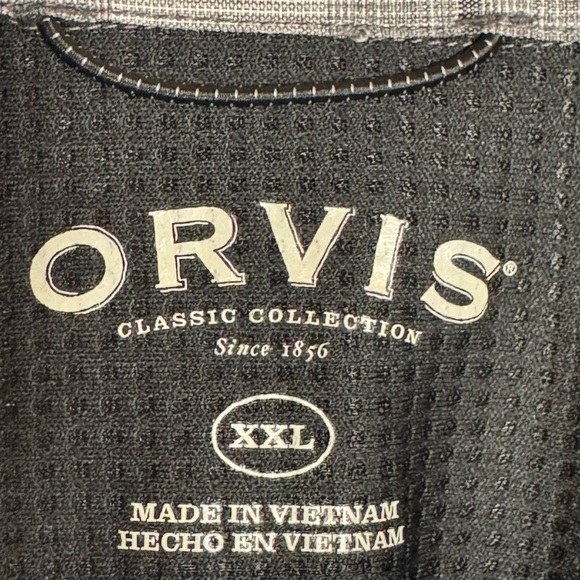 ORVIS®
CLASSIC COLLECTION
Since 1856
XXL
MADE IN VIETNAM
HECHO EN VIETNAM